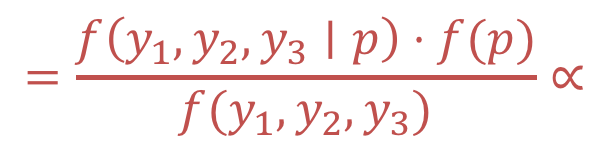 = f(y₁, y₂, y₃ | p) · f(p) / f(y₁, y₂, y₃) ∝